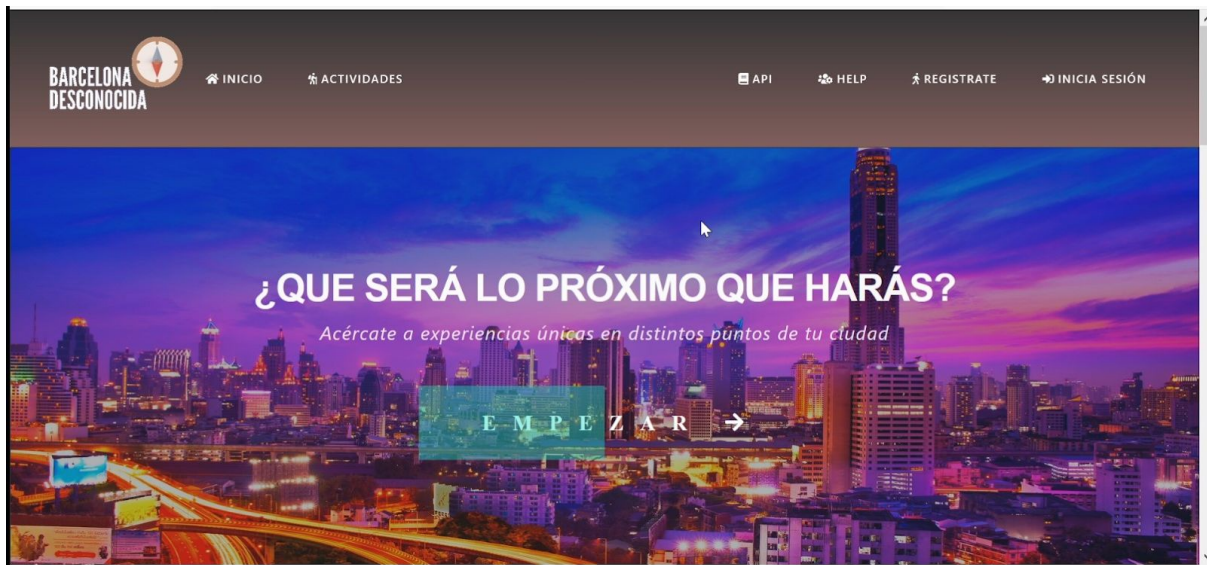 BARCELONA
DESCONOCIDA
INICIO
ACTIVIDADES
API
HELP
REGISTRATE
INICIA SESIÓN
¿QUE SERÁ LO PRÓXIMO QUE HARÁS?
Acércate a experiencias únicas en distintos puntos de tu ciudad
EMPEZAR